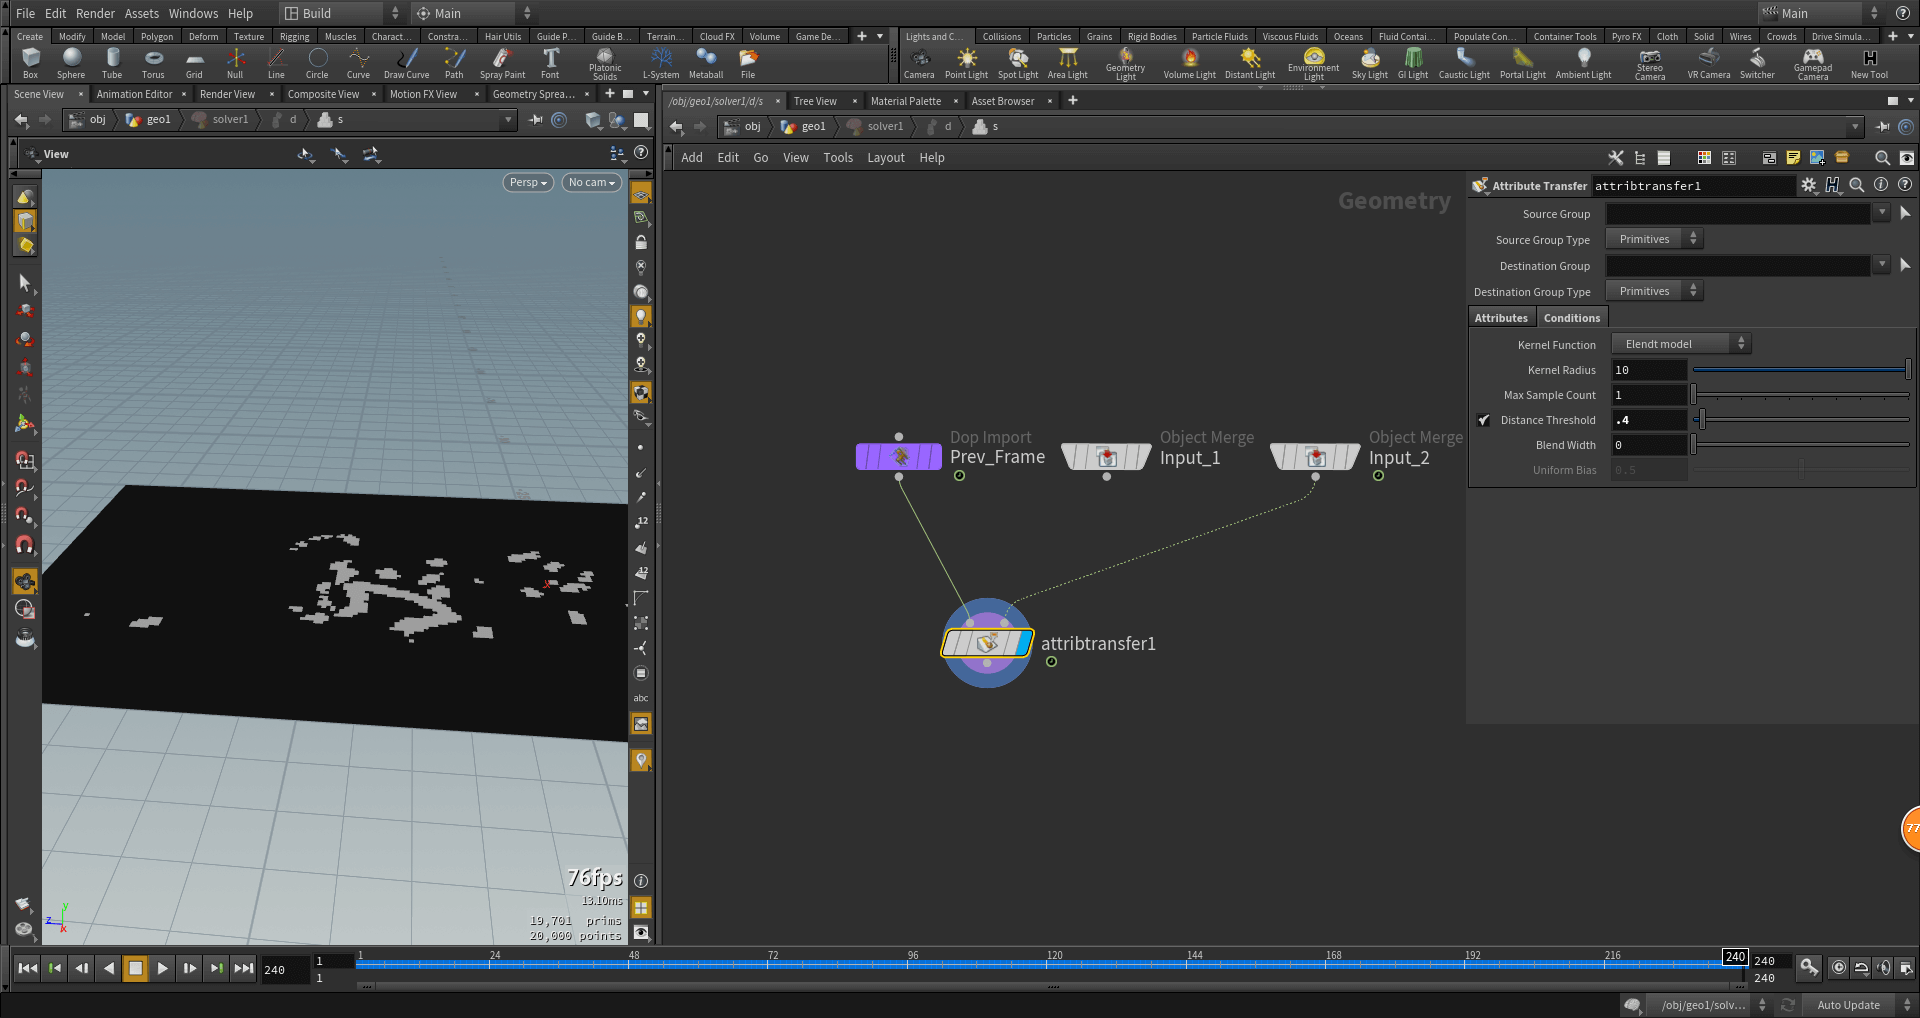 File Edit Render Assets Windows Help Build Main Main
Create Modify Model Polygon Deform Texture Rigging Muscles Charact... Constra... Hair Utils Guide P... Guide B... Terrain... Cloud FX Volume Game De...
Lights and C... Collisions Particles Grains Rigid Bodies Particle Fluids Viscous Fluids Oceans Fluid Contai... Populate Con... Container Tools Pyro FX Cloth Solid Wires Crowds Drive Simula...
Box Sphere Tube Torus Grid Null Line Circle Curve Draw Curve Path Spray Paint Font Platonic Solids L-System Metaball File
Camera Point Light Spot Light Area Light Geometry Light Volume Light Distant Light Environment Light Sky Light GI Light Caustic Light Portal Light Ambient Light Stereo Camera VR Camera Switcher Gamepad Camera New Tool
Scene View Animation Editor Render View Composite View Motion FX View Geometry Sprea...
/obj/geo1/solver1/d/s Tree View Material Palette Asset Browser
obj geo1 solver1 d s
obj geo1 solver1 d s
View
Add Edit Go View Tools Layout Help
Persp No cam
Geometry
Attribute Transfer attribtransfer1
Source Group
Source Group Type Primitives
Destination Group
Destination Group Type Primitives
Attributes Conditions
Kernel Function Elendt model
Kernel Radius 10
Max Sample Count 1
Distance Threshold .4
Blend Width 0
Uniform Bias 0.5
Dop Import
Prev_Frame
Object Merge
Input_1
Object Merge
Input_2
attribtransfer1
12
12
abc
76fps
13.10ms
19,701 prims
20,000 points
z y x
77
240 1 1
1 24 48 72 96 120 144 168 192 216 240
240
240
/obj/geo1/solv... Auto Update